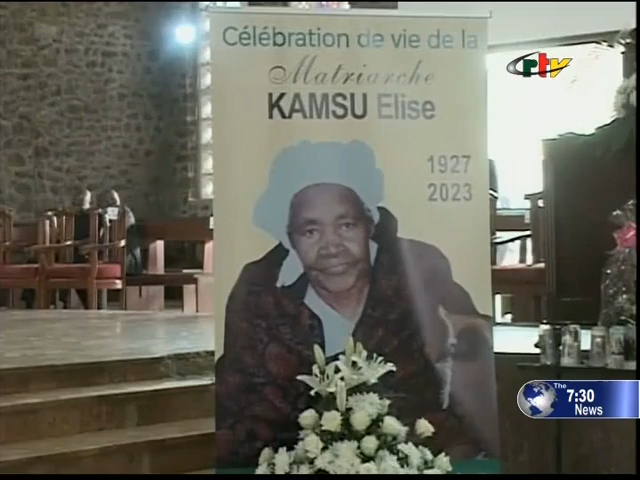 Célébration de vie de la
Matriarche
KAMSU Elise
1927
2023
crtv
The
7:30
News